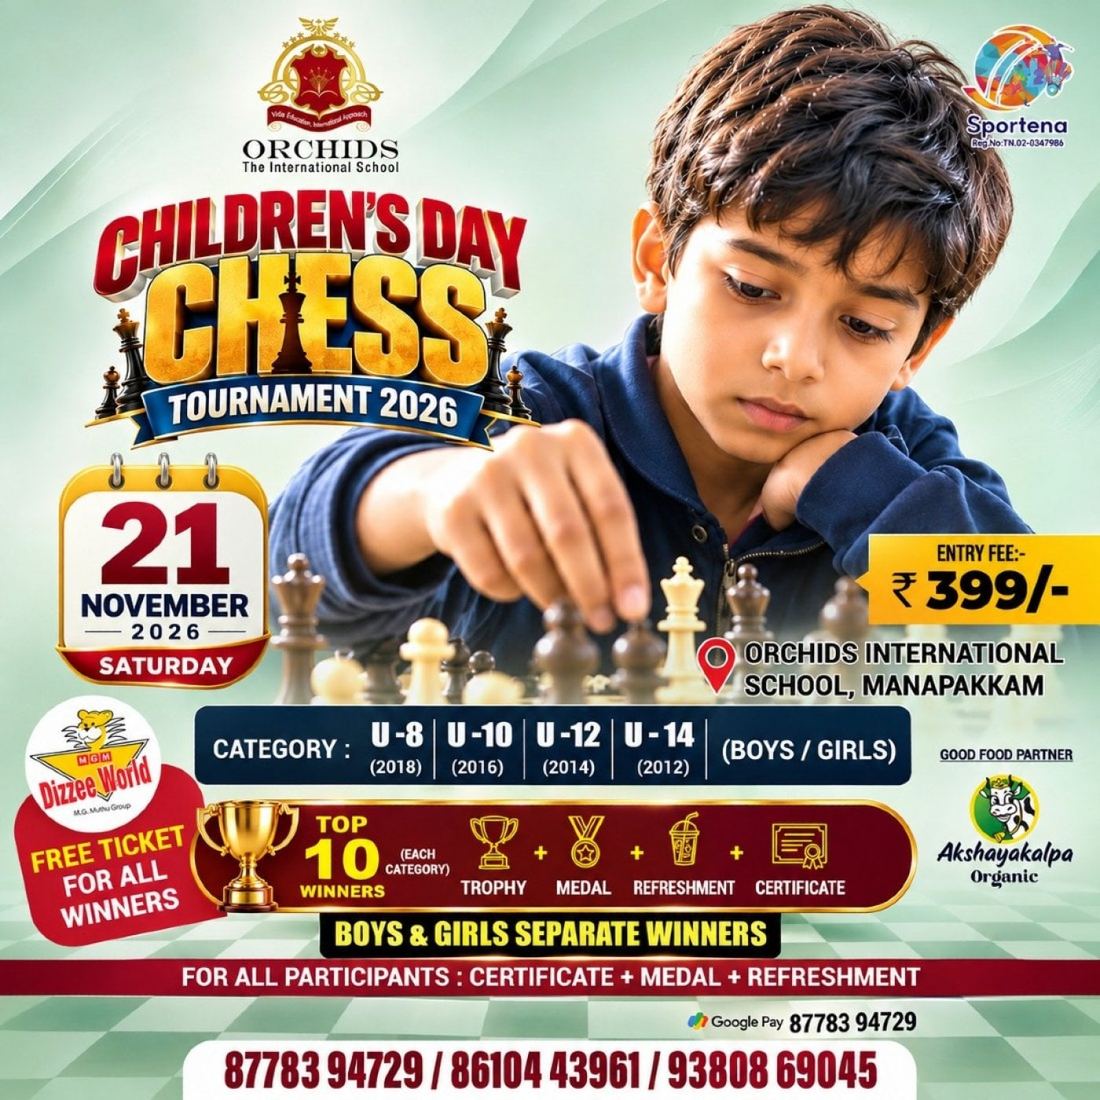 Vidia Education, International Approach
ORCHIDS
The International School
Sportena
Reg.No:TN.02-0347986
CHILDREN'S DAY
CHESS
TOURNAMENT 2026
21
NOVEMBER
2026
SATURDAY
ENTRY FEE:-
₹ 399/-
ORCHIDS INTERNATIONAL
SCHOOL, MANAPAKKAM
CATEGORY : U -8 (2018) U -10 (2016) U -12 (2014) U - 14 (2012) (BOYS / GIRLS)
GOOD FOOD PARTNER
Akshayakalpa
Organic
MGM
Dizzee World
M.G. Muthu Group
FREE TICKET
FOR ALL
WINNERS
TOP
10
WINNERS
(EACH
CATEGORY)
TROPHY + MEDAL + REFRESHMENT + CERTIFICATE
BOYS & GIRLS SEPARATE WINNERS
FOR ALL PARTICIPANTS : CERTIFICATE + MEDAL + REFRESHMENT
Google Pay 87783 94729
87783 94729 / 86104 43961 / 93808 69045